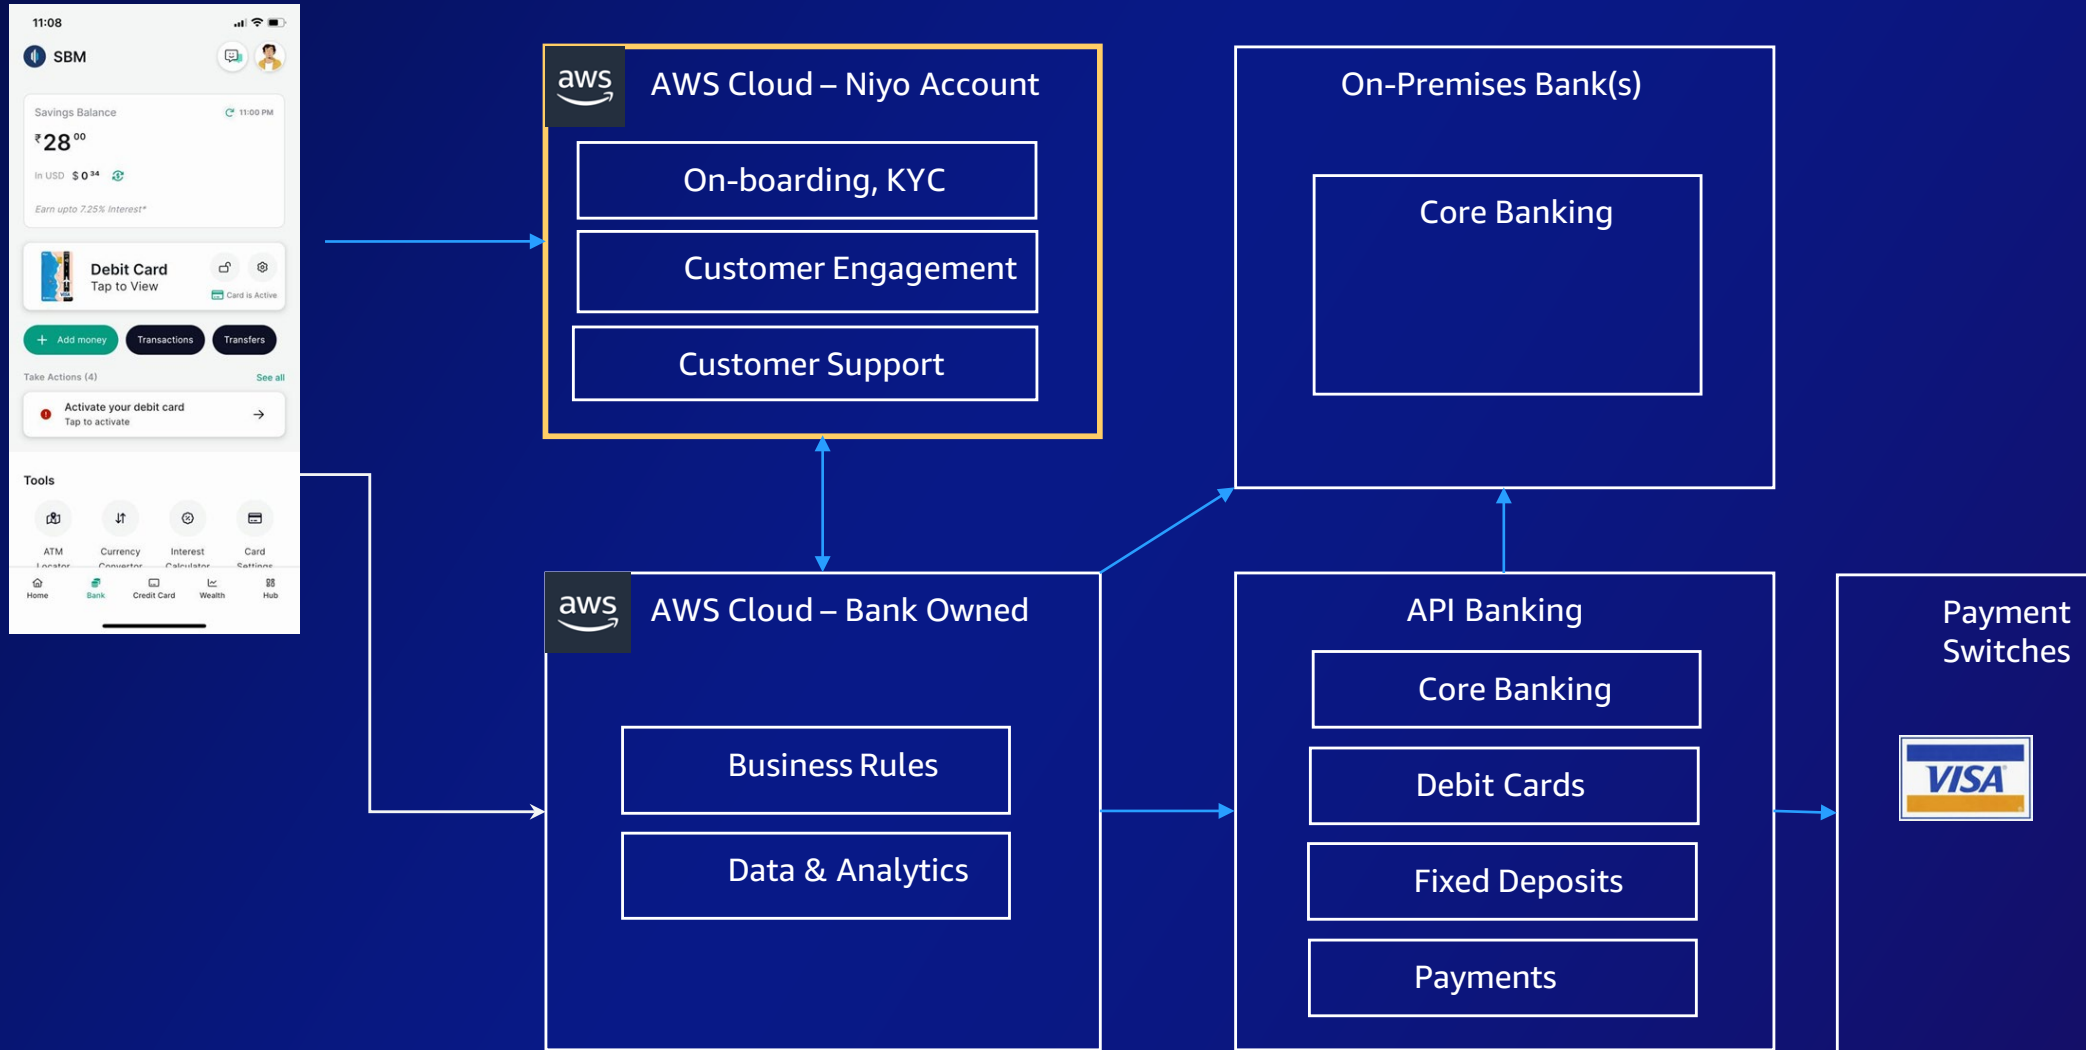 11:08
SBM
Savings Balance
11:00 PM
₹28 00
In USD $ 0 34
Earn upto 7.25% Interest*
Debit Card
Tap to View
Card is Active
+ Add money
Transactions
Transfers
Take Actions (4)
See all
Activate your debit card
Tap to activate
Tools
ATM Locator
Currency Convertor
Interest Calculator
Card Settings
Home
Bank
Credit Card
Wealth
Hub
aws
AWS Cloud – Niyo Account
On-boarding, KYC
Customer Engagement
Customer Support
On-Premises Bank(s)
Core Banking
aws
AWS Cloud – Bank Owned
Business Rules
Data & Analytics
API Banking
Core Banking
Debit Cards
Fixed Deposits
Payments
Payment
Switches
VISA